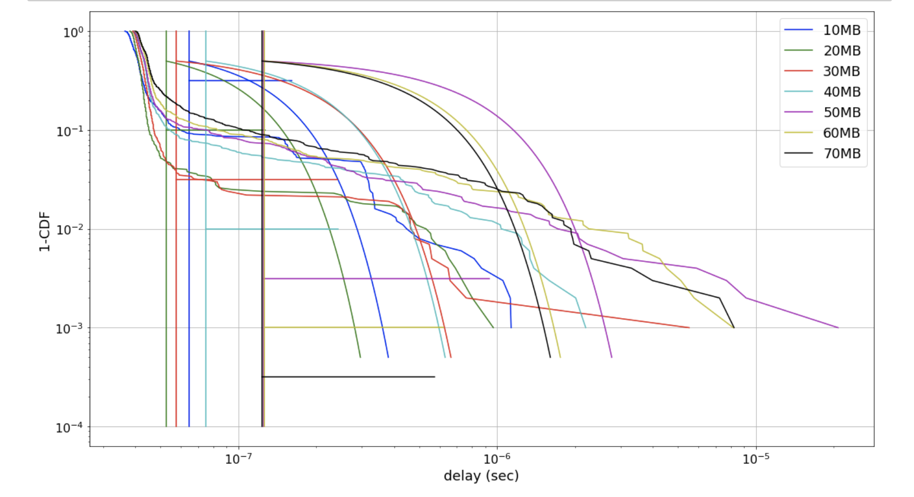 10⁰
10⁻¹
10⁻²
10⁻³
10⁻⁴
1-CDF
10⁻⁷
10⁻⁶
10⁻⁵
delay (sec)
10MB
20MB
30MB
40MB
50MB
60MB
70MB